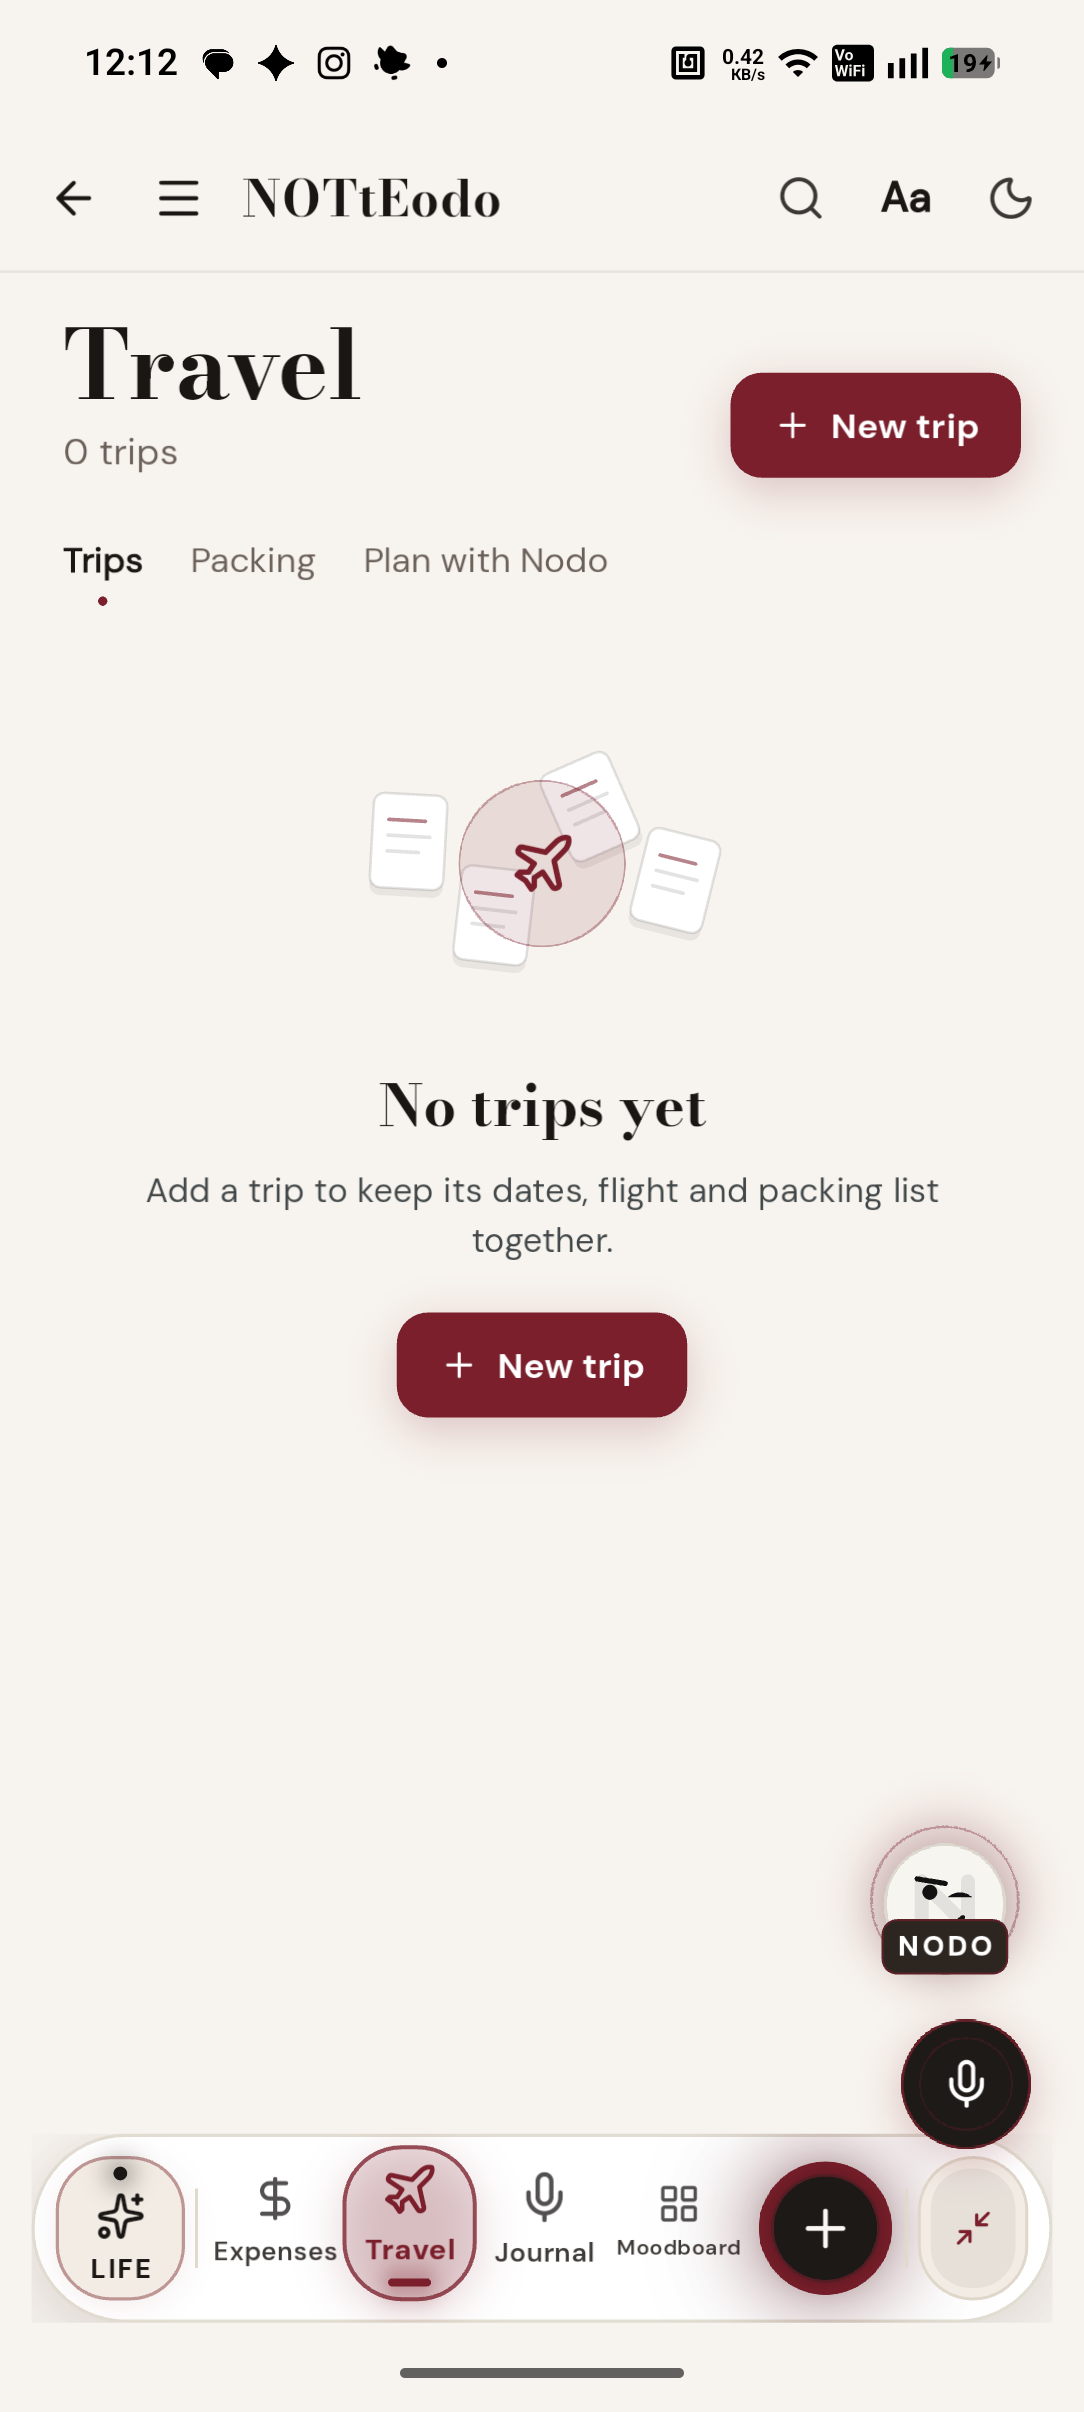 12:12
0.42
KB/s
Vo
WiFi
19
NOTtEodo
Aa
Travel
0 trips
+ New trip
Trips Packing Plan with Nodo
No trips yet
Add a trip to keep its dates, flight and packing list
together.
+ New trip
NODO
LIFE
Expenses
Travel
Journal
Moodboard